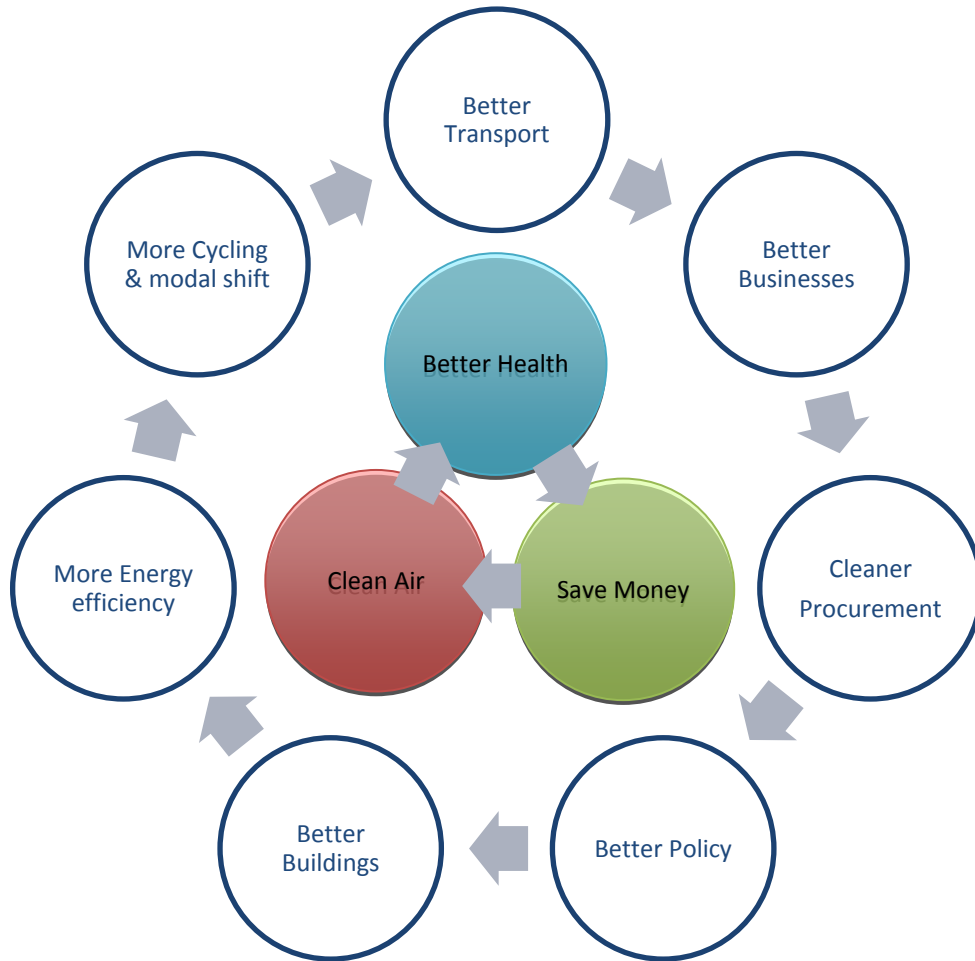 Better
Transport
More Cycling
& modal shift
Better
Businesses
Better Health
More Energy
efficiency
Clean Air
Save Money
Cleaner
Procurement
Better
Buildings
Better Policy